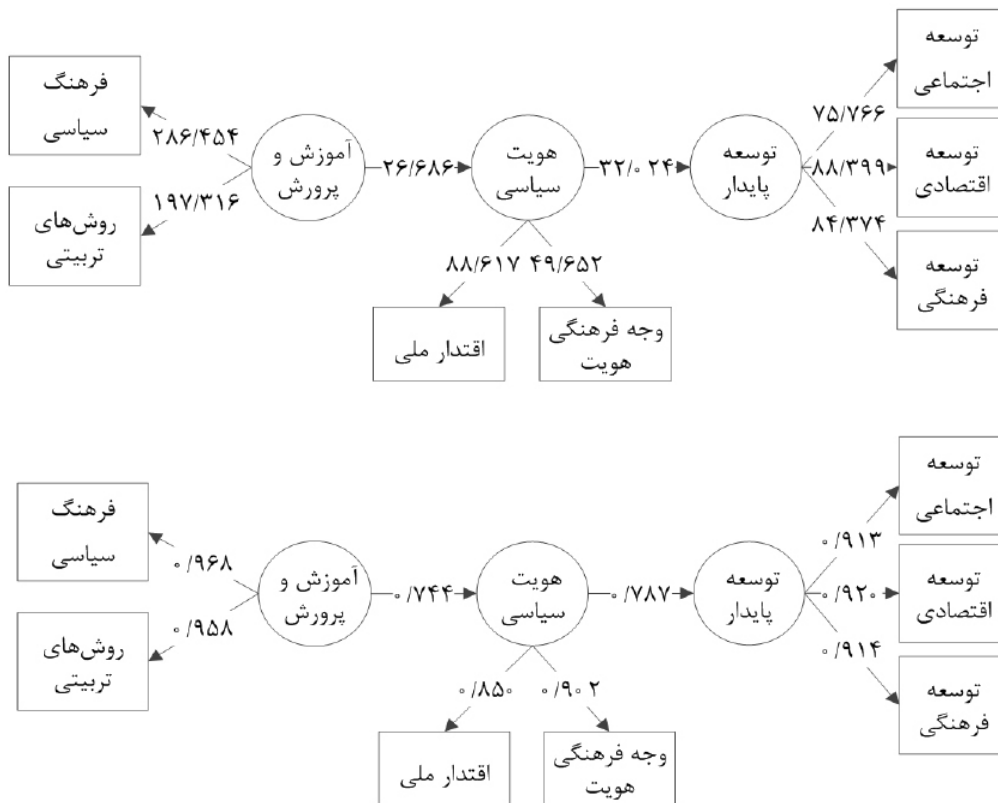 توسعه
اجتماعی
فرهنگ
سیاسی
۷۵/۷۶۶
۲۸۶/۴۵۴
آموزش و
پرورش
۲۶/۶۸۶
هویت
سیاسی
۳۲/۰۲۴
توسعه
پایدار
۸۸/۳۹۹
توسعه
اقتصادی
۱۹۷/۳۱۶
روش‌های
تربیتی
۸۴/۳۷۴
۸۸/۶۱۷ ۴۹/۶۵۲
توسعه
فرهنگی
اقتدار ملی
وجه فرهنگی
هویت
توسعه
اجتماعی
فرهنگ
سیاسی
۰/۹۱۳
۰/۹۶۸
آموزش و
پرورش
۰/۷۴۴
هویت
سیاسی
۰/۷۸۷
توسعه
پایدار
۰/۹۲۰
توسعه
اقتصادی
۰/۹۵۸
روش‌های
تربیتی
۰/۹۱۴
۰/۸۵۰ ۰/۹۰۲
توسعه
فرهنگی
اقتدار ملی
وجه فرهنگی
هویت